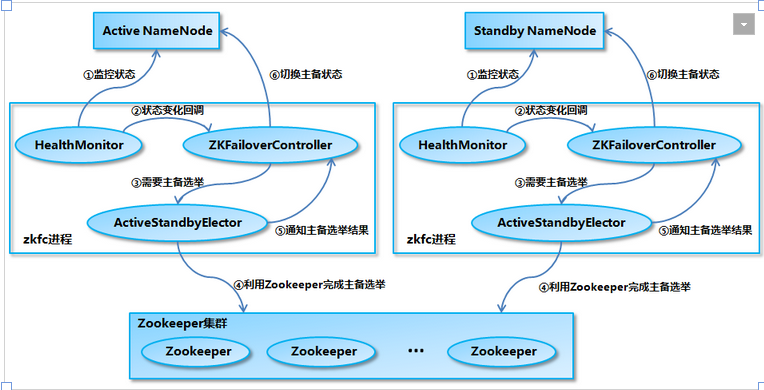 Active NameNode
Standby NameNode
①监控状态
⑥切换主备状态
①监控状态
⑥切换主备状态
②状态变化回调
②状态变化回调
HealthMonitor
ZKFailoverController
HealthMonitor
ZKFailoverController
③需要主备选举
③需要主备选举
ActiveStandbyElector
ActiveStandbyElector
⑤通知主备选举结果
⑤通知主备选举结果
zkfc进程
zkfc进程
④利用Zookeeper完成主备选举
④利用Zookeeper完成主备选举
Zookeeper集群
Zookeeper
Zookeeper
...
Zookeeper